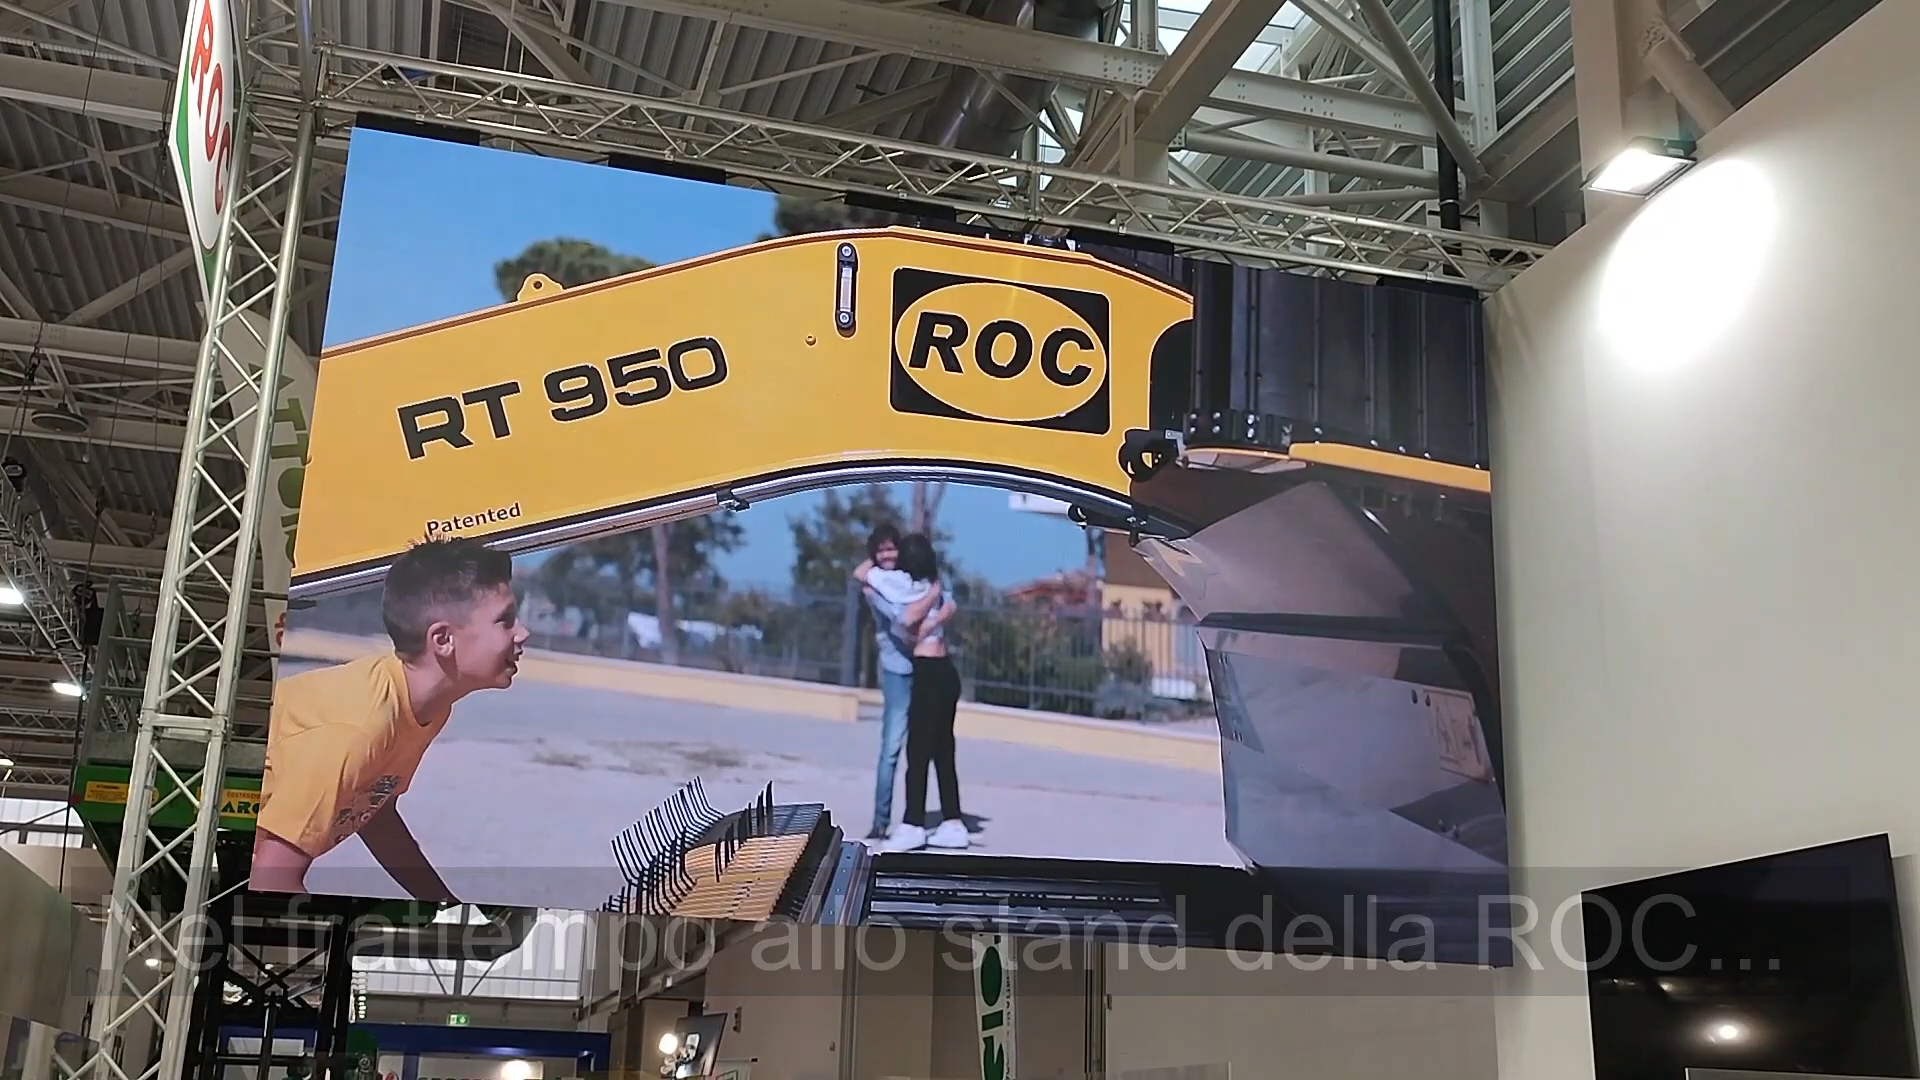 ROC
RT 950
ROC
Patented
Nel frattempo allo stand della ROC...